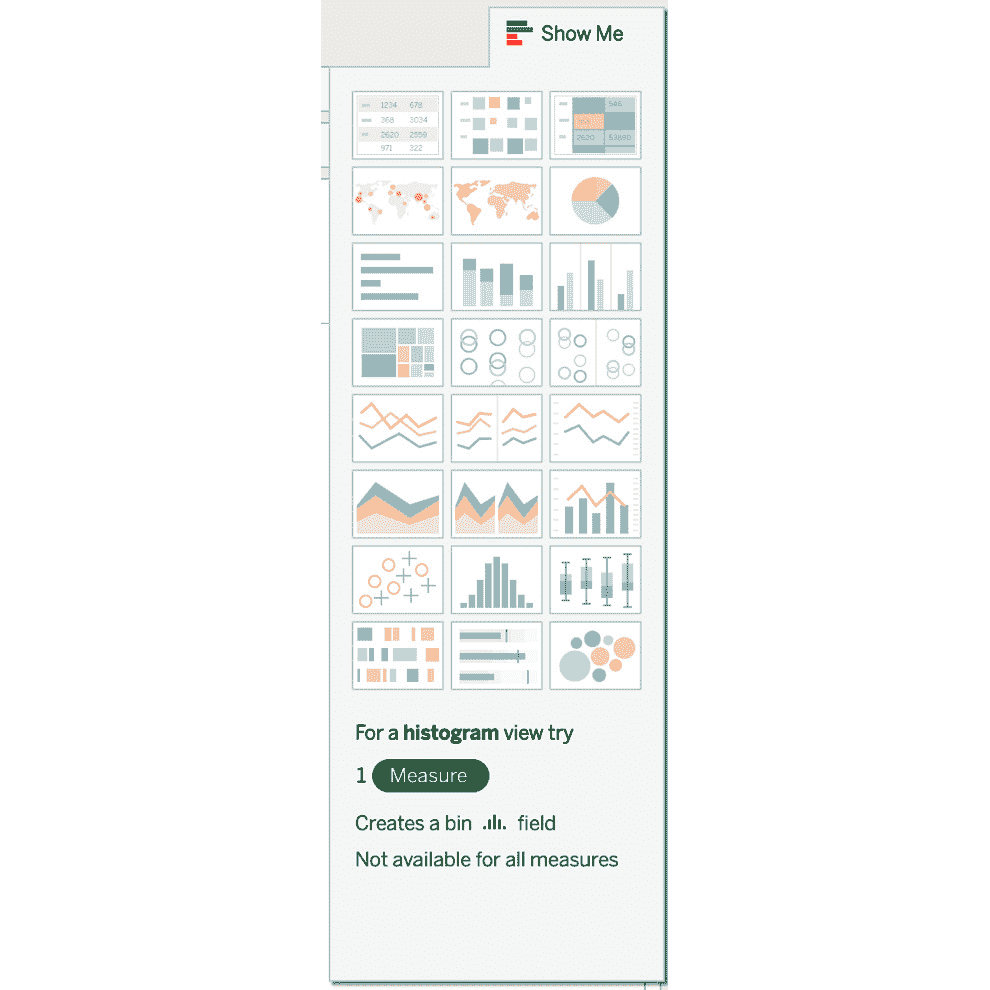 Show Me
1234 678
368 3034
2620 2559
971 322
546
2620 53890
For a histogram view try
1 Measure
Creates a bin field
Not available for all measures